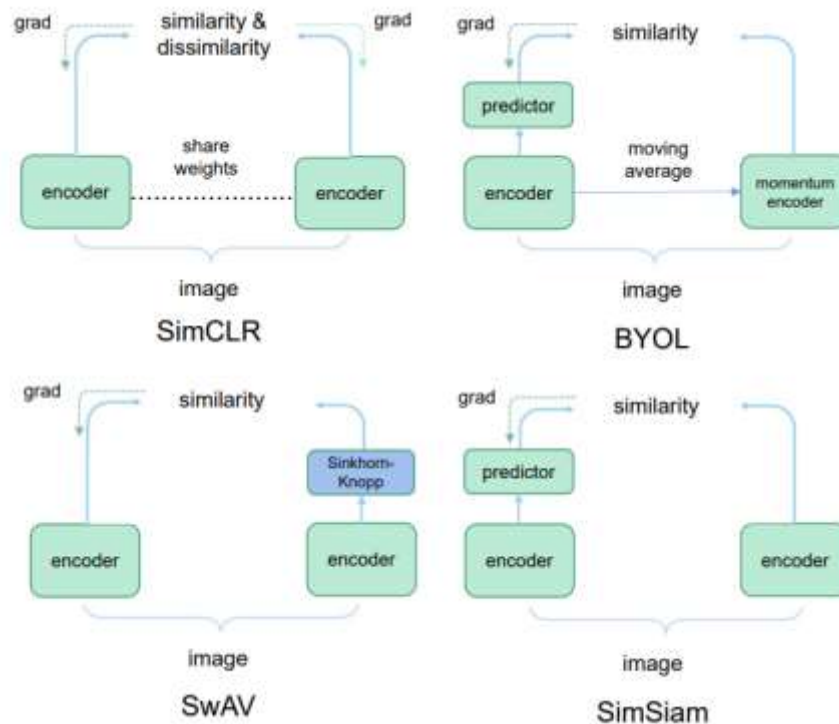 grad
similarity &
dissimilarity
grad
share
weights
encoder
encoder
image
SimCLR
grad
similarity
predictor
moving
average
encoder
momentum
encoder
image
BYOL
grad
similarity
Sinkhorn-
Knopp
encoder
encoder
image
SwAV
grad
similarity
predictor
encoder
encoder
image
SimSiam